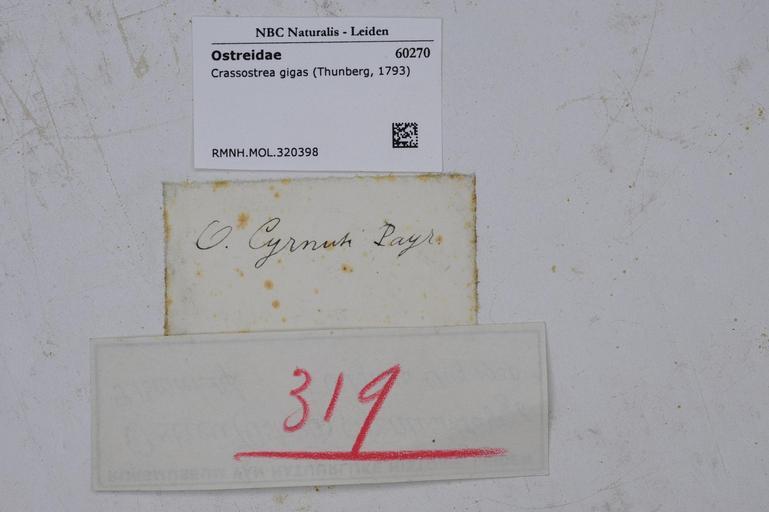 NBC Naturalis - Leiden
Ostreidae 60270
Crassostrea gigas (Thunberg, 1793)
RMNH.MOL.320398
O. Cyrnusi Payr.
319